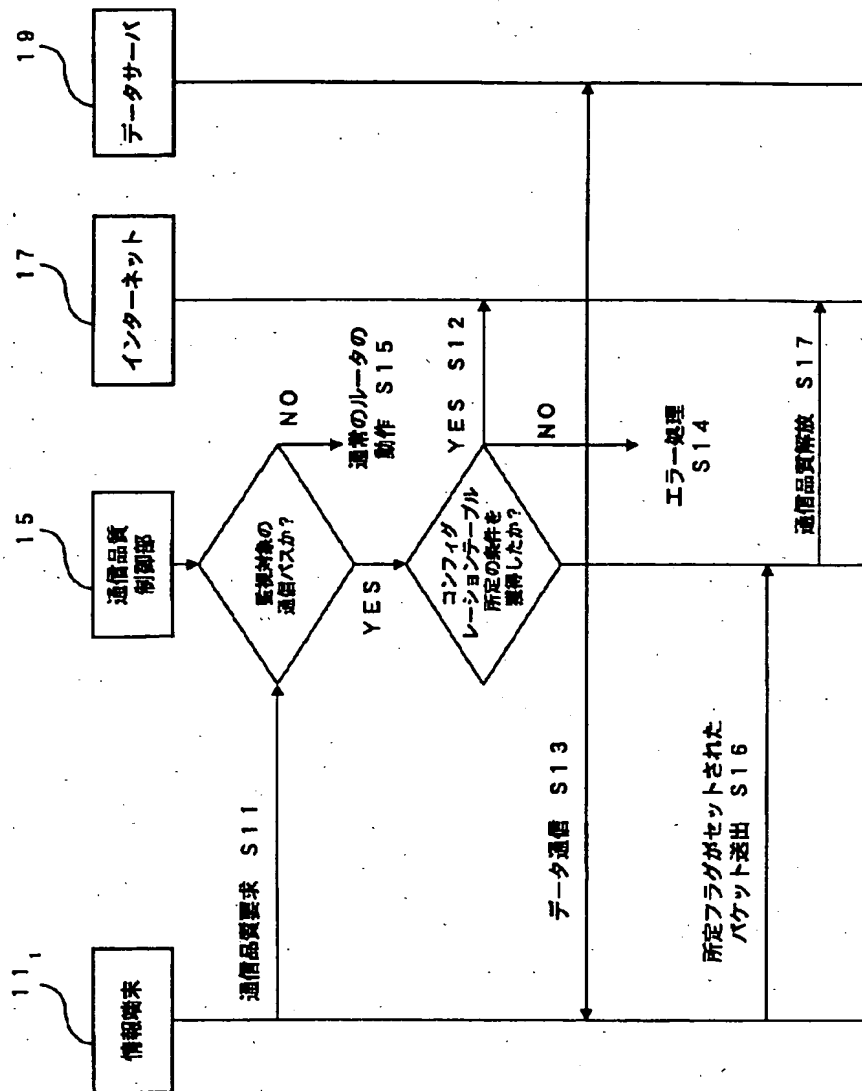 11₁
情報端末
15
通信品質
制御部
17
インターネット
19
データサーバ
通信品質要求 S11
監視対象の
通信パスか?
NO
通常のルータの
動作 S15
YES
コンフィグ
レーションテーブル
所定の条件を
獲得したか?
YES S12
NO
エラー処理
S14
データ通信 S13
所定フラグがセットされた
パケット送出 S16
通信品質解放 S17